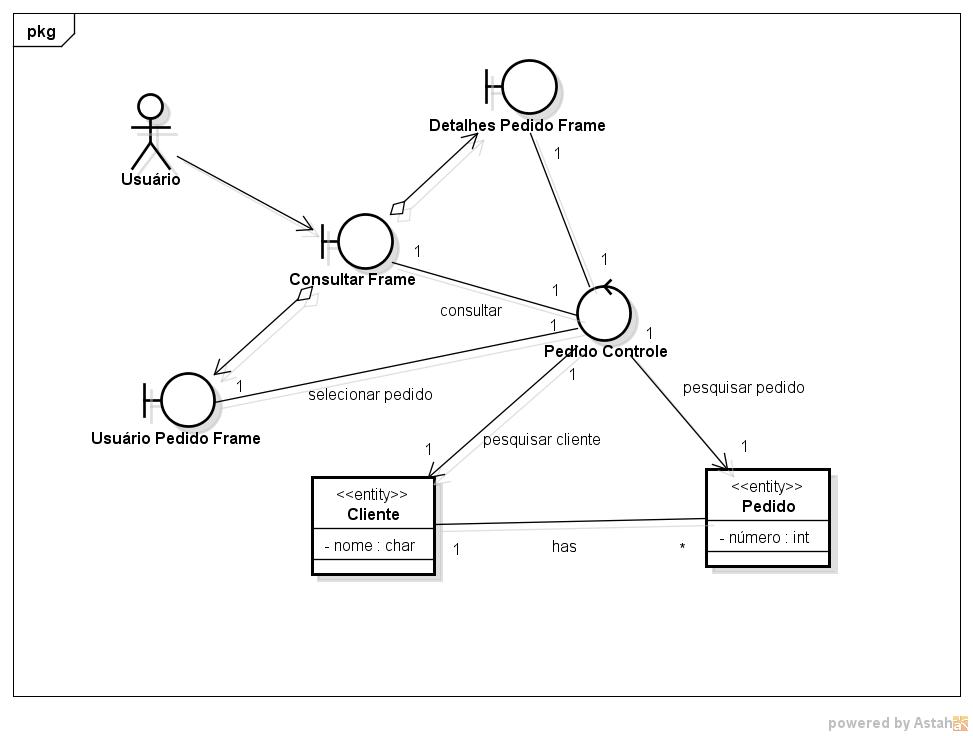 pkg
Detalhes Pedido Frame
1
Usuário
1
1
Consultar Frame
1
consultar
1
1
Pedido Controle
1
1
selecionar pedido
pesquisar pedido
Usuário Pedido Frame
pesquisar cliente
1
1
<<entity>>
Cliente
- nome : char
<<entity>>
Pedido
- número : int
1
has
*
powered by Astah